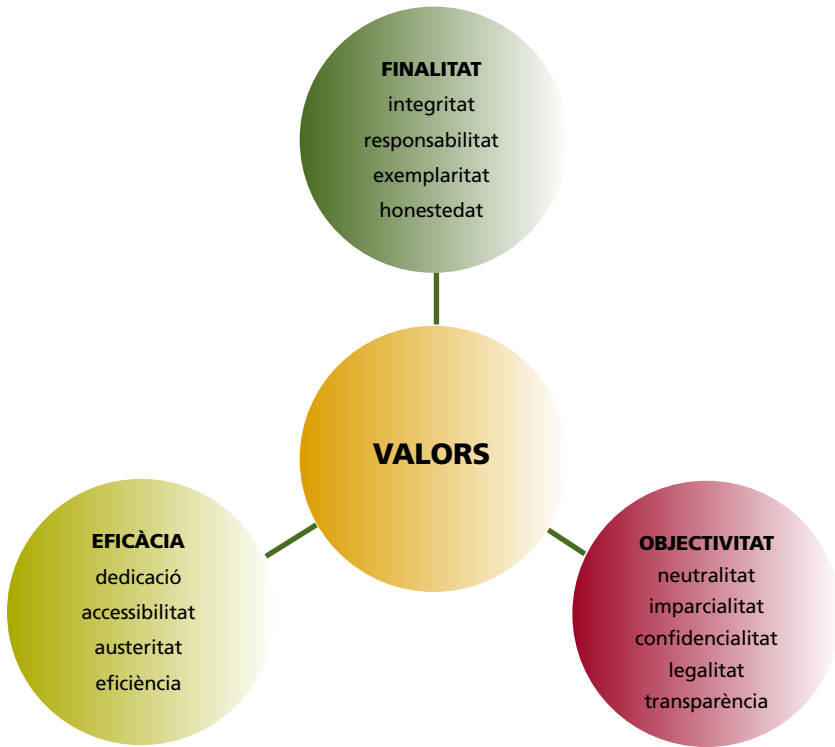 FINALITAT
integritat
responsabilitat
exemplaritat
honestedat
VALORS
EFICÀCIA
dedicació
accessibilitat
austeritat
eficiència
OBJECTIVITAT
neutralitat
imparcialitat
confidencialitat
legalitat
transparència